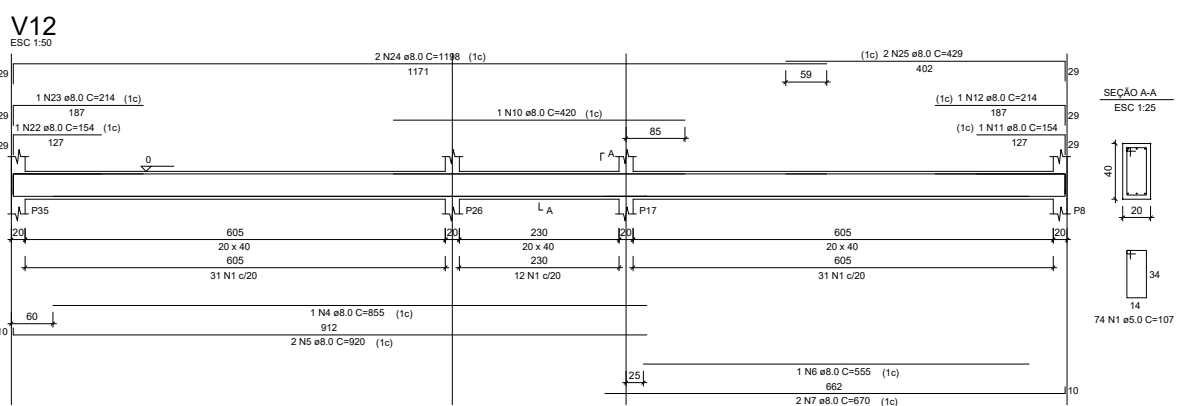 V12
ESC 1:50
2 N24 ø8.0 C=1198 (1c)
1171
(1c) 2 N25 ø8.0 C=429
402
59
29
29
1 N23 ø8.0 C=214 (1c)
187
29
1 N10 ø8.0 C=420 (1c)
85
(1c) 1 N12 ø8.0 C=214
187
29
1 N22 ø8.0 C=154 (1c)
127
29
(1c) 1 N11 ø8.0 C=154
127
29
SEÇÃO A-A
ESC 1:25
0
A
40
20
P35
P26
A
P17
P8
20
605
20
230
20
605
20
20 x 40
20 x 40
20 x 40
605
230
605
31 N1 c/20
12 N1 c/20
31 N1 c/20
34
14
74 N1 ø5.0 C=107
60
1 N4 ø8.0 C=855 (1c)
10
912
2 N5 ø8.0 C=920 (1c)
25
1 N6 ø8.0 C=555 (1c)
662
10
2 N7 ø8.0 C=670 (1c)